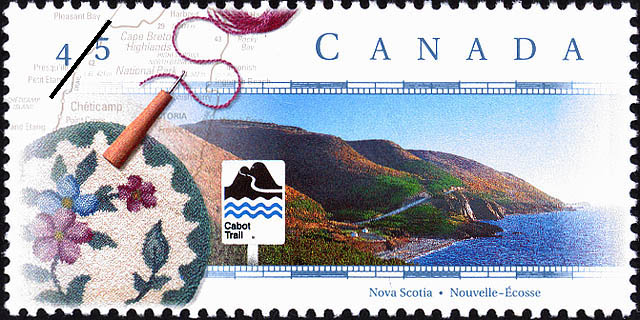 Pleasant Bay
45
CANADA
Cape Breton
Highlands
National Park
Chéticamp
Cabot
Trail
Nova Scotia • Nouvelle-Écosse